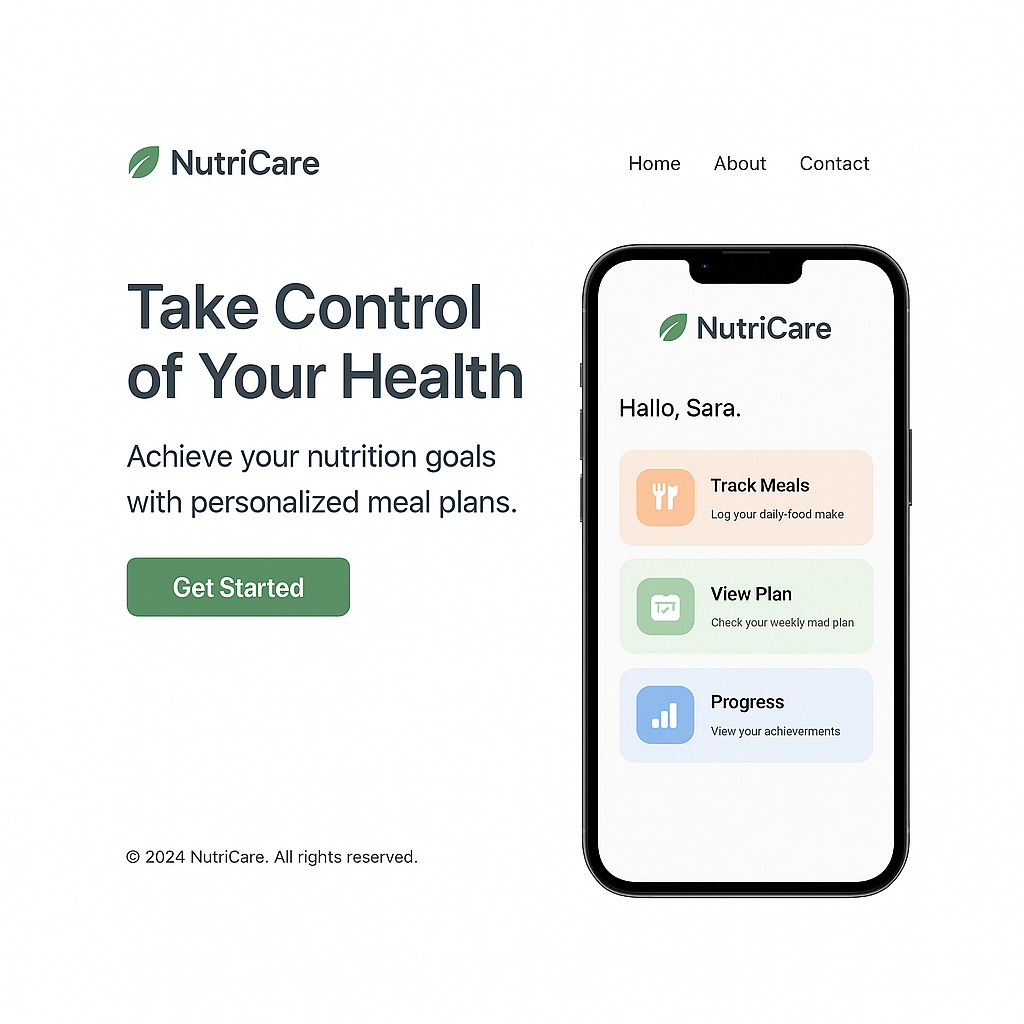 NutriCare
Home About Contact
Take Control
of Your Health
Achieve your nutrition goals
with personalized meal plans.
Get Started
© 2024 NutriCare. All rights reserved.
NutriCare
Hallo, Sara.
Track Meals
Log your daily-food make
View Plan
Check your weekly mad plan
Progress
View your achieverments